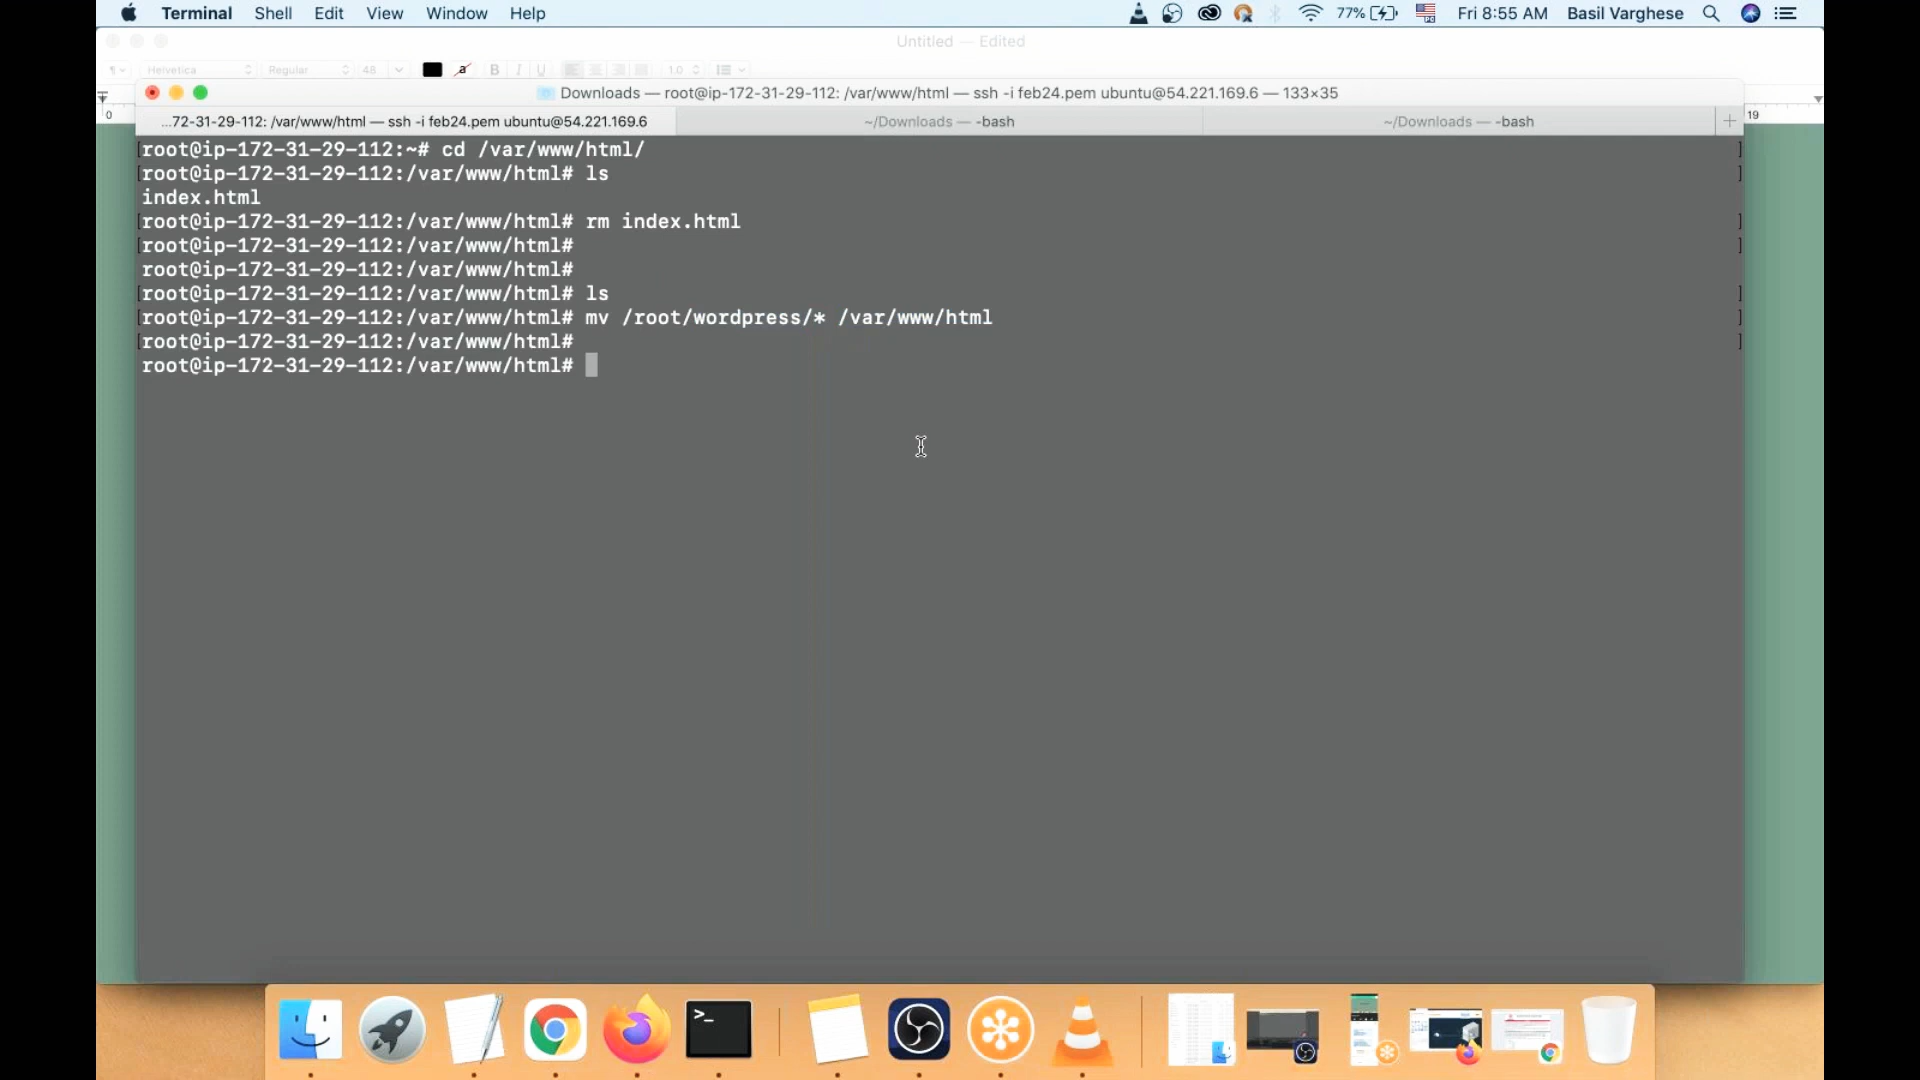 Terminal Shell Edit View Window Help 77% Fri 8:55 AM Basil Varghese
Untitled — Edited
Helvetica Regular 48 a B I U 1.0
Downloads — root@ip-172-31-29-112: /var/www/html — ssh -i feb24.pem ubuntu@54.221.169.6 — 133×35
0 19
...72-31-29-112: /var/www/html — ssh -i feb24.pem ubuntu@54.221.169.6 ~/Downloads — -bash ~/Downloads — -bash +
[root@ip-172-31-29-112:~# cd /var/www/html/ ]
[root@ip-172-31-29-112:/var/www/html# ls ]
index.html
[root@ip-172-31-29-112:/var/www/html# rm index.html ]
[root@ip-172-31-29-112:/var/www/html# ]
root@ip-172-31-29-112:/var/www/html#
[root@ip-172-31-29-112:/var/www/html# ls ]
[root@ip-172-31-29-112:/var/www/html# mv /root/wordpress/* /var/www/html ]
[root@ip-172-31-29-112:/var/www/html# ]
root@ip-172-31-29-112:/var/www/html#
>_